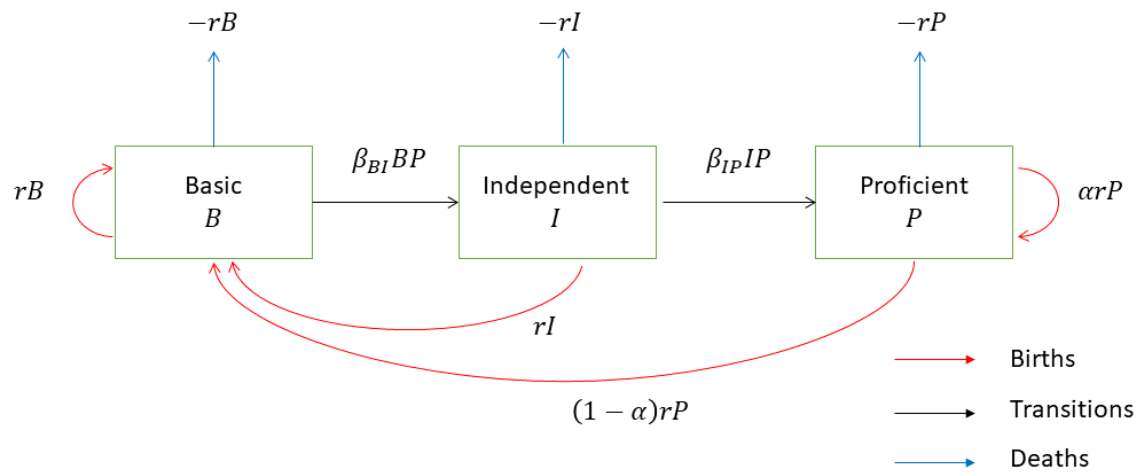 −rB
−rI
−rP
β_BI BP
β_IP IP
rB
Basic
B
Independent
I
Proficient
P
αrP
rI
(1 − α)rP
Births
Transitions
Deaths